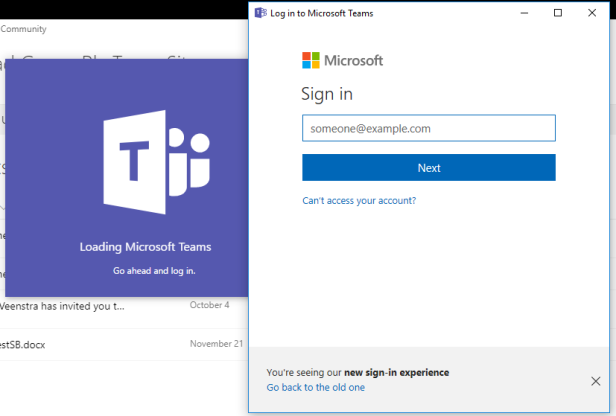 Community
Log in to Microsoft Teams
Microsoft
Sign in
someone@example.com
Next
Can't access your account?
T
Loading Microsoft Teams
Go ahead and log in.
Veenstra has invited you t... October 4
estSB.docx November 21
You're seeing our new sign-in experience
Go back to the old one